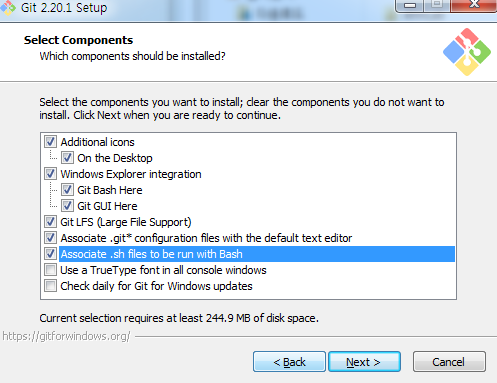 Git 2.20.1 Setup
Select Components
Which components should be installed?
Select the components you want to install; clear the components you do not want to
install. Click Next when you are ready to continue.
Additional icons
On the Desktop
Windows Explorer integration
Git Bash Here
Git GUI Here
Git LFS (Large File Support)
Associate .git* configuration files with the default text editor
Associate .sh files to be run with Bash
Use a TrueType font in all console windows
Check daily for Git for Windows updates
Current selection requires at least 244.9 MB of disk space.
https://gitforwindows.org/
< Back
Next >
Cancel